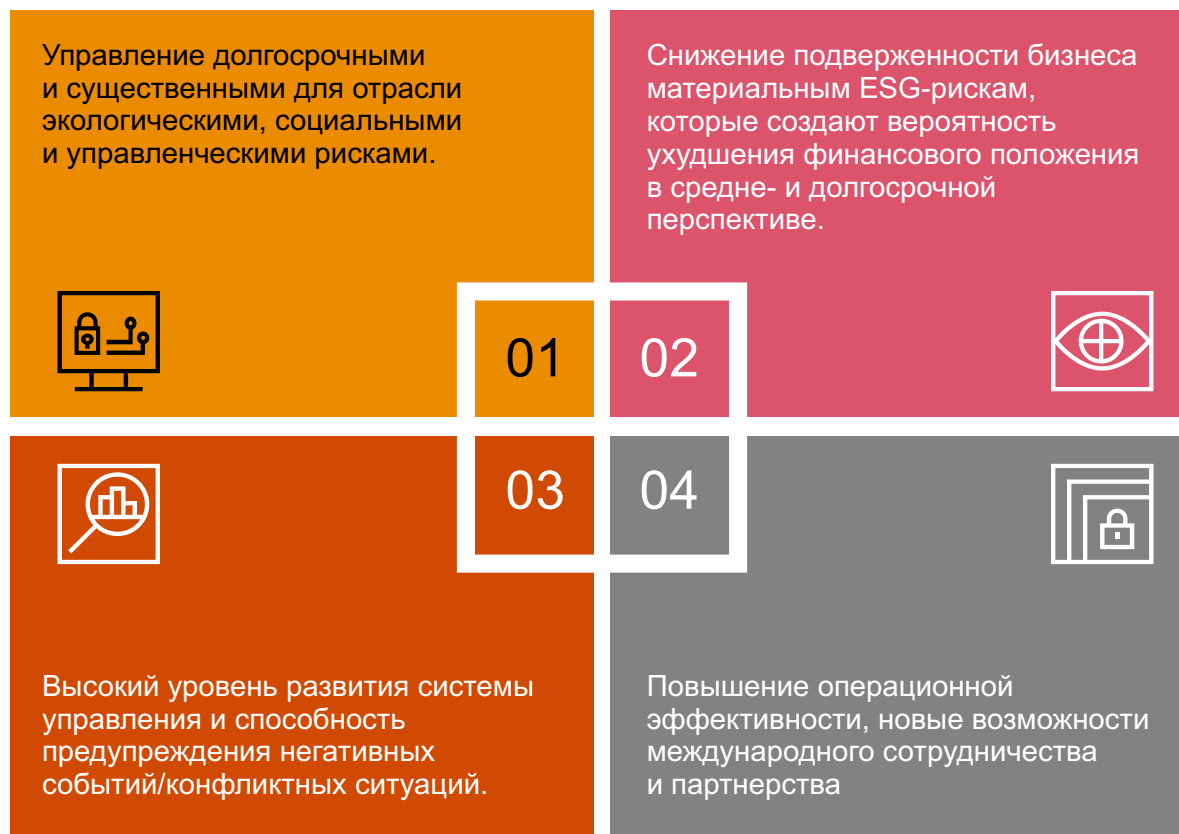 Управление долгосрочными
и существенными для отрасли
экологическими, социальными
и управленческими рисками.
01
Снижение подверженности бизнеса
материальным ESG-рискам,
которые создают вероятность
ухудшения финансового положения
в средне- и долгосрочной
перспективе.
02
03
Высокий уровень развития системы
управления и способность
предупреждения негативных
событий/конфликтных ситуаций.
04
Повышение операционной
эффективности, новые возможности
международного сотрудничества
и партнерства